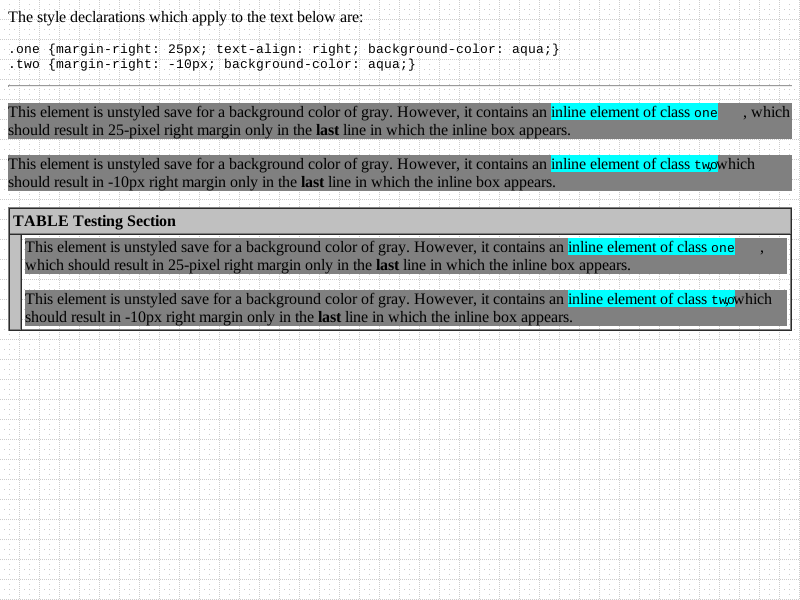 The style declarations which apply to the text below are:
.one {margin-right: 25px; text-align: right; background-color: aqua;}
.two {margin-right: -10px; background-color: aqua;}
This element is unstyled save for a background color of gray. However, it contains an inline element of class one, which
should result in 25-pixel right margin only in the last line in which the inline box appears.
This element is unstyled save for a background color of gray. However, it contains an inline element of class two, which
should result in -10px right margin only in the last line in which the inline box appears.
TABLE Testing Section
This element is unstyled save for a background color of gray. However, it contains an inline element of class one,
which should result in 25-pixel right margin only in the last line in which the inline box appears.
This element is unstyled save for a background color of gray. However, it contains an inline element of class two, which
should result in -10px right margin only in the last line in which the inline box appears.